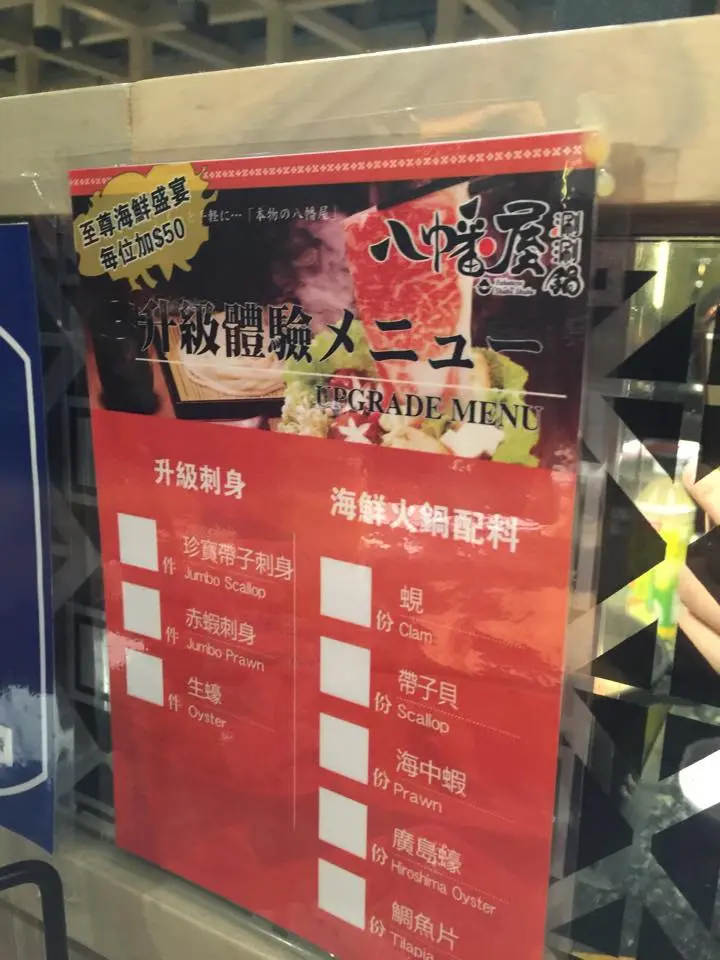 至尊海鮮盛宴
每位加$50
軽に…「本物の八幡屋」
八幡屋
涮涮鍋
升級體驗メニュー
UPGRADE MENU
升級刺身
珍寶帶子刺身
件 Jumbo Scallop
赤蝦刺身
件 Jumbo Prawn
生蠔
件 Oyster
海鮮火鍋配料
蜆
份 Clam
帶子貝
份 Scallop
海中蝦
份 Prawn
廣島蠔
份 Hiroshima Oyster
鯛魚片
份 Tilapia